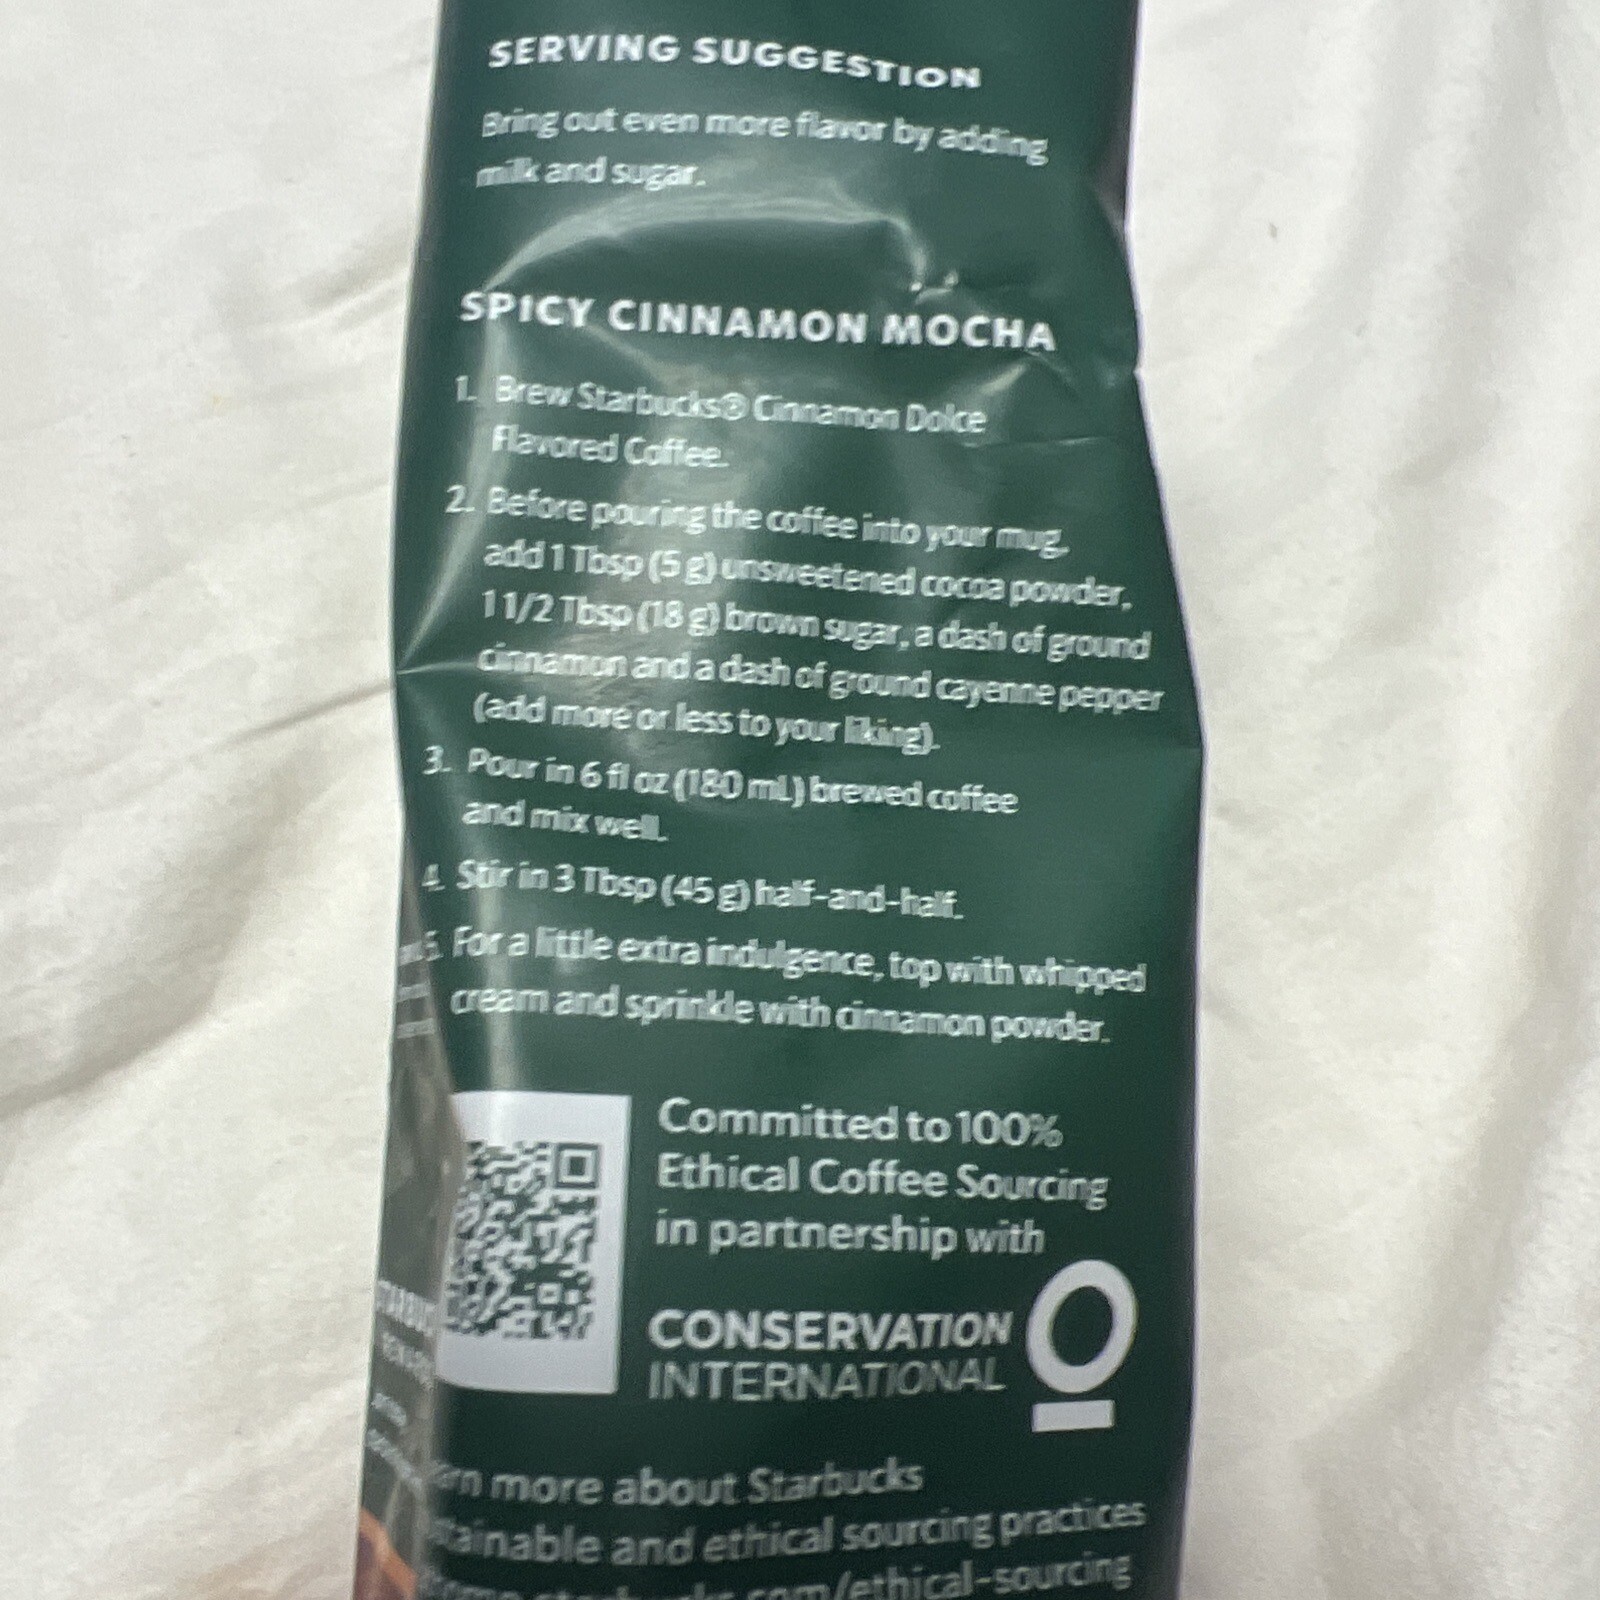 SERVING SUGGESTION
Bring out even more flavor by adding
milk and sugar.
SPICY CINNAMON MOCHA
1. Brew Starbucks® Cinnamon Dolce
Flavored Coffee.
2. Before pouring the coffee into your mug,
add 1 Tbsp (5 g) unsweetened cocoa powder,
1 1/2 Tbsp (18 g) brown sugar, a dash of ground
cinnamon and a dash of ground cayenne pepper
(add more or less to your liking).
3. Pour in 6 fl oz (180 mL) brewed coffee
and mix well.
4. Stir in 3 Tbsp (45 g) half-and-half.
5. For a little extra indulgence, top with whipped
cream and sprinkle with cinnamon powder.
Committed to 100%
Ethical Coffee Sourcing
in partnership with
CONSERVATION
INTERNATIONAL
more about Starbucks
and ethical sourcing practices
/ethical-sourcing